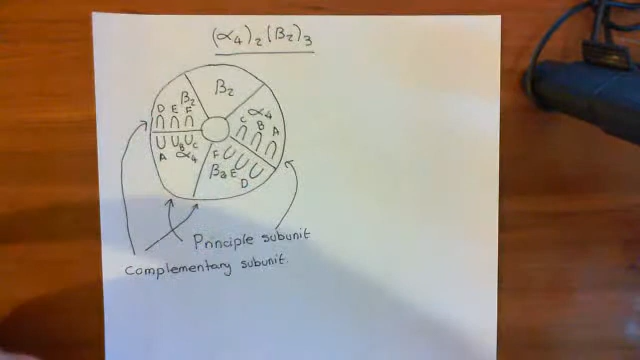 (α4)2(β2)3
β2
β2
α4
D E F
C B A
A B C
α4
F E D
β2
Principle subunit
Complementary subunit.